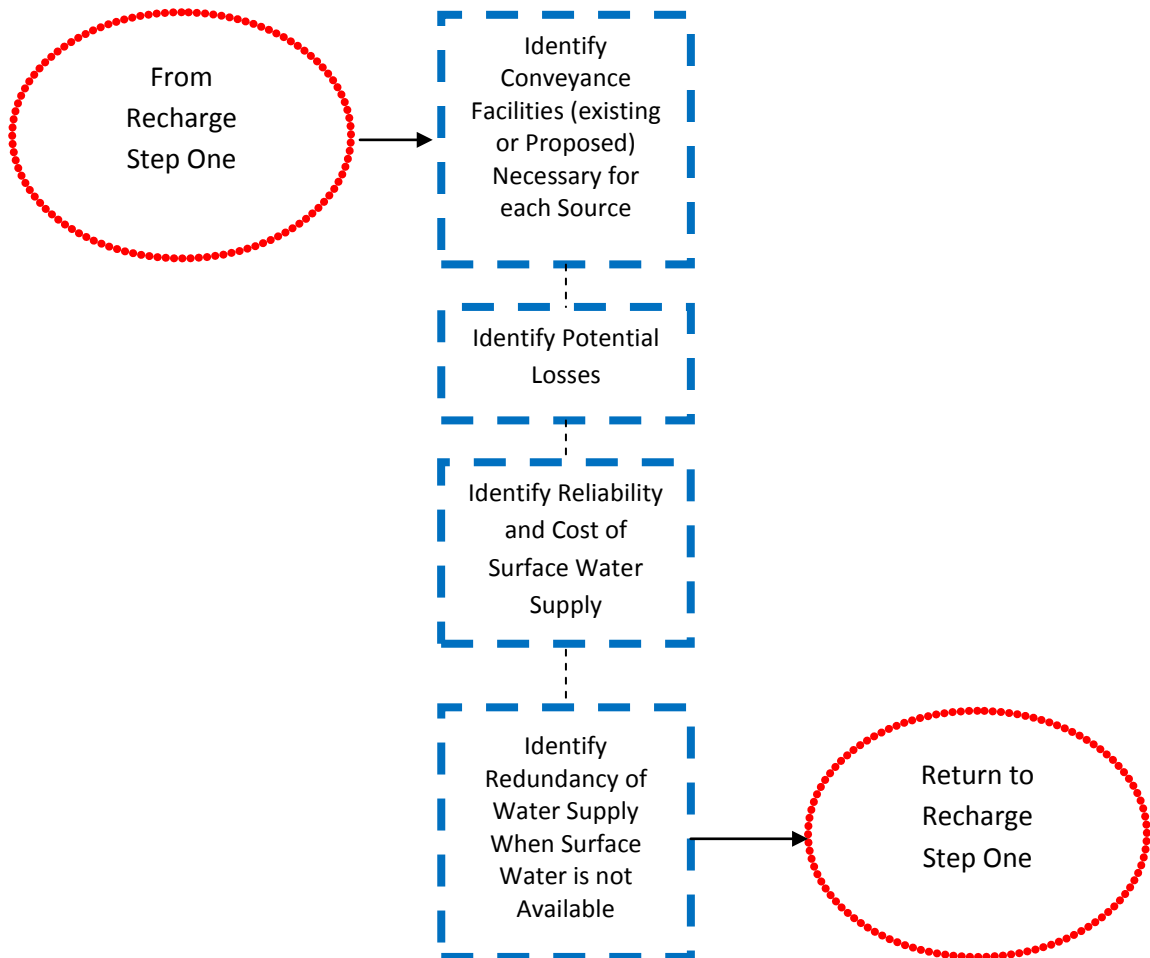 From
Recharge
Step One
Identify
Conveyance
Facilities (existing
or Proposed)
Necessary for
each Source
Identify Potential
Losses
Identify Reliability
and Cost of
Surface Water
Supply
Identify
Redundancy of
Water Supply
When Surface
Water is not
Available
Return to
Recharge
Step One